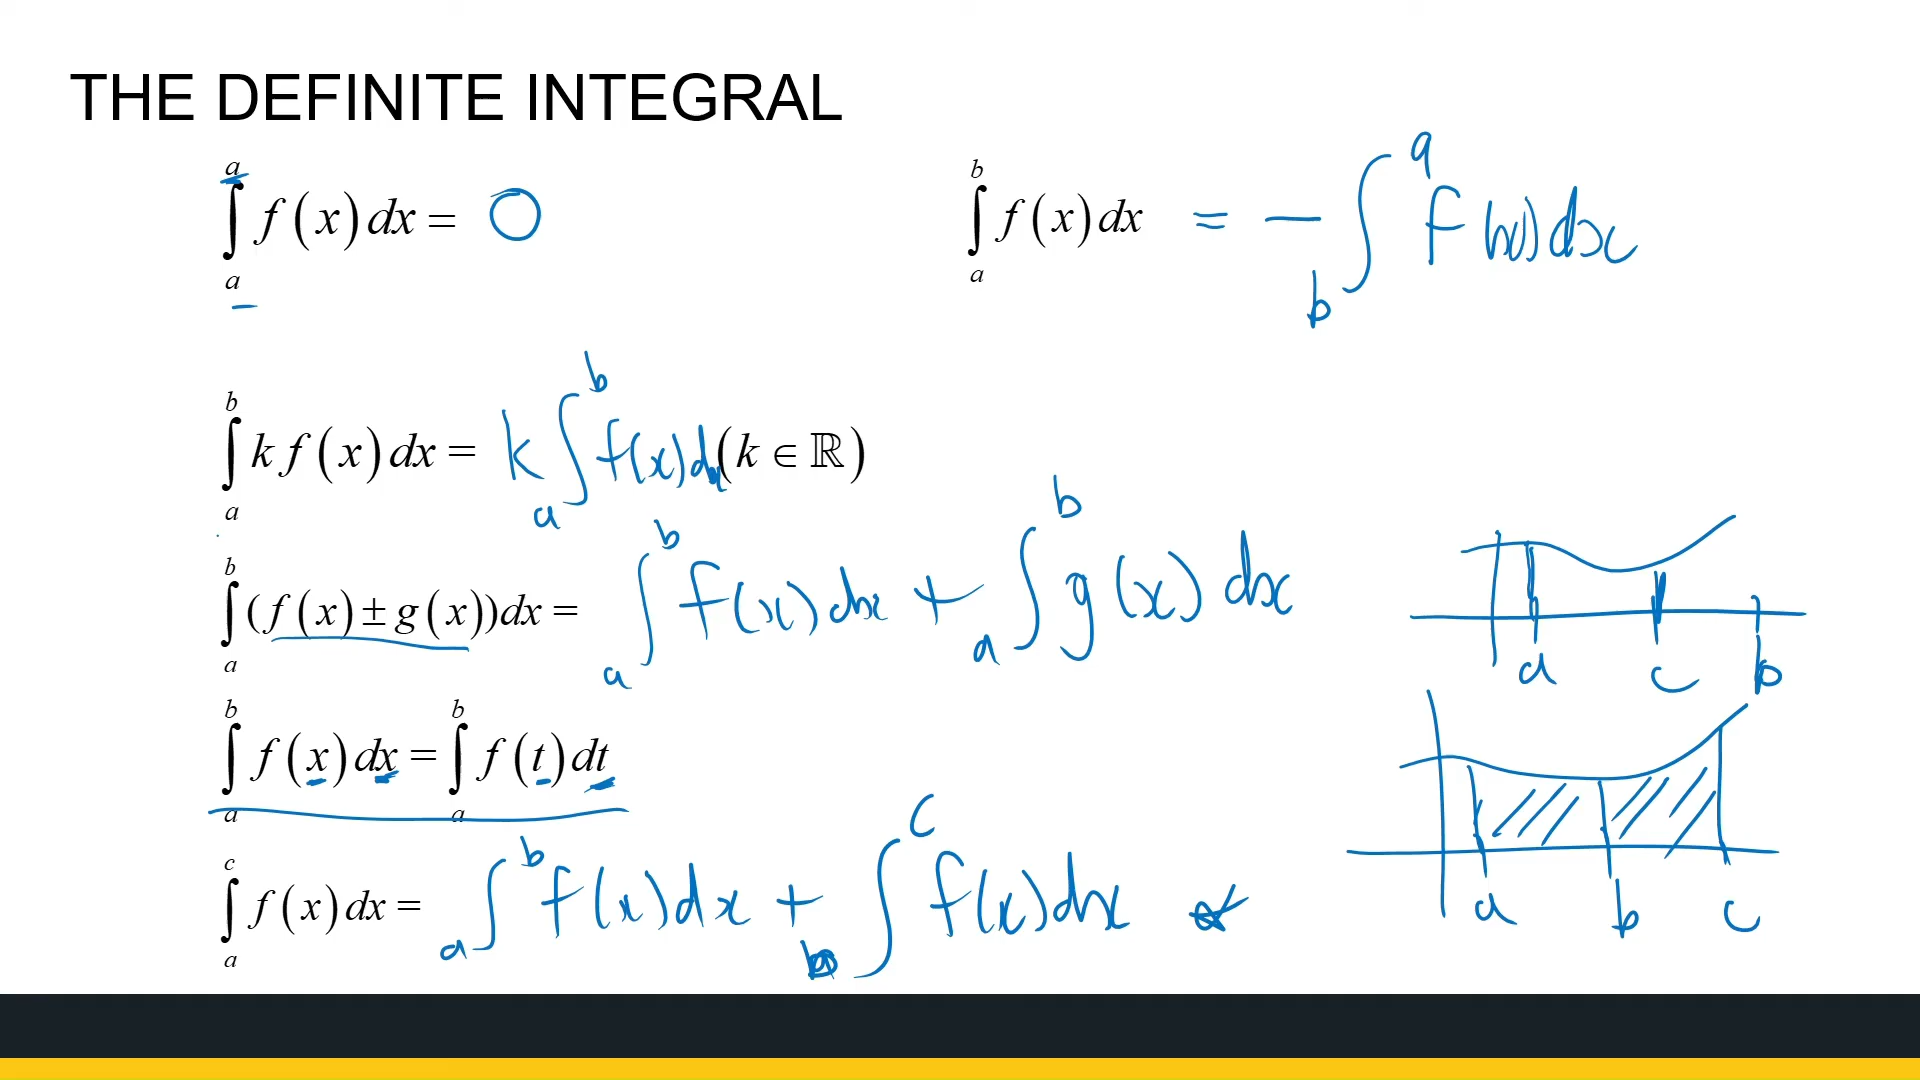 THE DEFINITE INTEGRAL
∫_a^a f(x)dx = 0
∫_a^b f(x)dx = −∫_b^a f(x)dx
∫_a^b k f(x)dx = k∫_a^b f(x)dx (k ∈ ℝ)
∫_a^b (f(x) ± g(x))dx = ∫_a^b f(x)dx + ∫_a^b g(x)dx
a c b
∫_a^b f(x)dx = ∫_a^b f(t)dt
∫_a^c f(x)dx = ∫_a^b f(x)dx + ∫_b^c f(x)dx
a b c